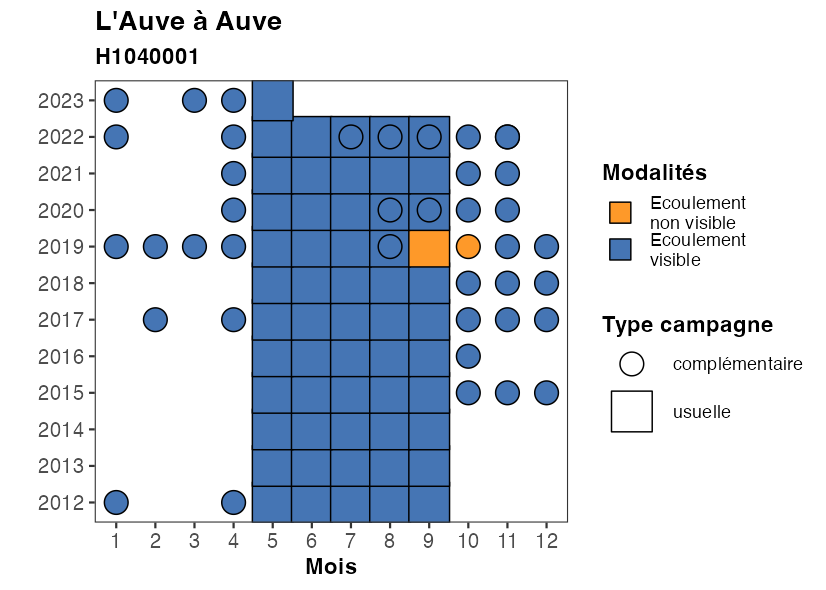 L'Auve à Auve
H1040001
2023
2022
2021
2020
2019
2018
2017
2016
2015
2014
2013
2012
1 2 3 4 5 6 7 8 9 10 11 12
Mois
Modalités
Ecoulement
non visible
Ecoulement
visible
Type campagne
complémentaire
usuelle